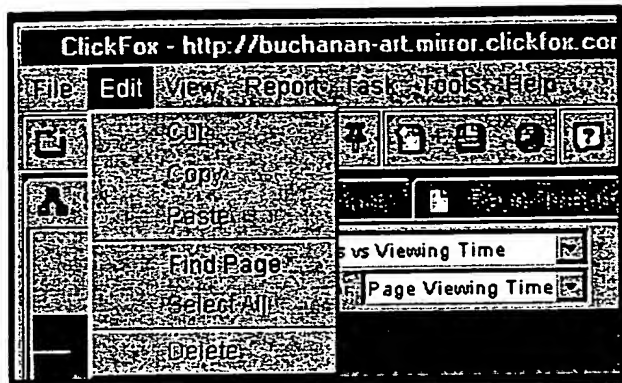 ClickFox - http://buchanan-art.mirror.clickfox.cor
File Edit View Report Task Tools Help
Cut
Copy
Paste
Find Page
s vs Viewing Time
Select All
Page Viewing Time
Delete